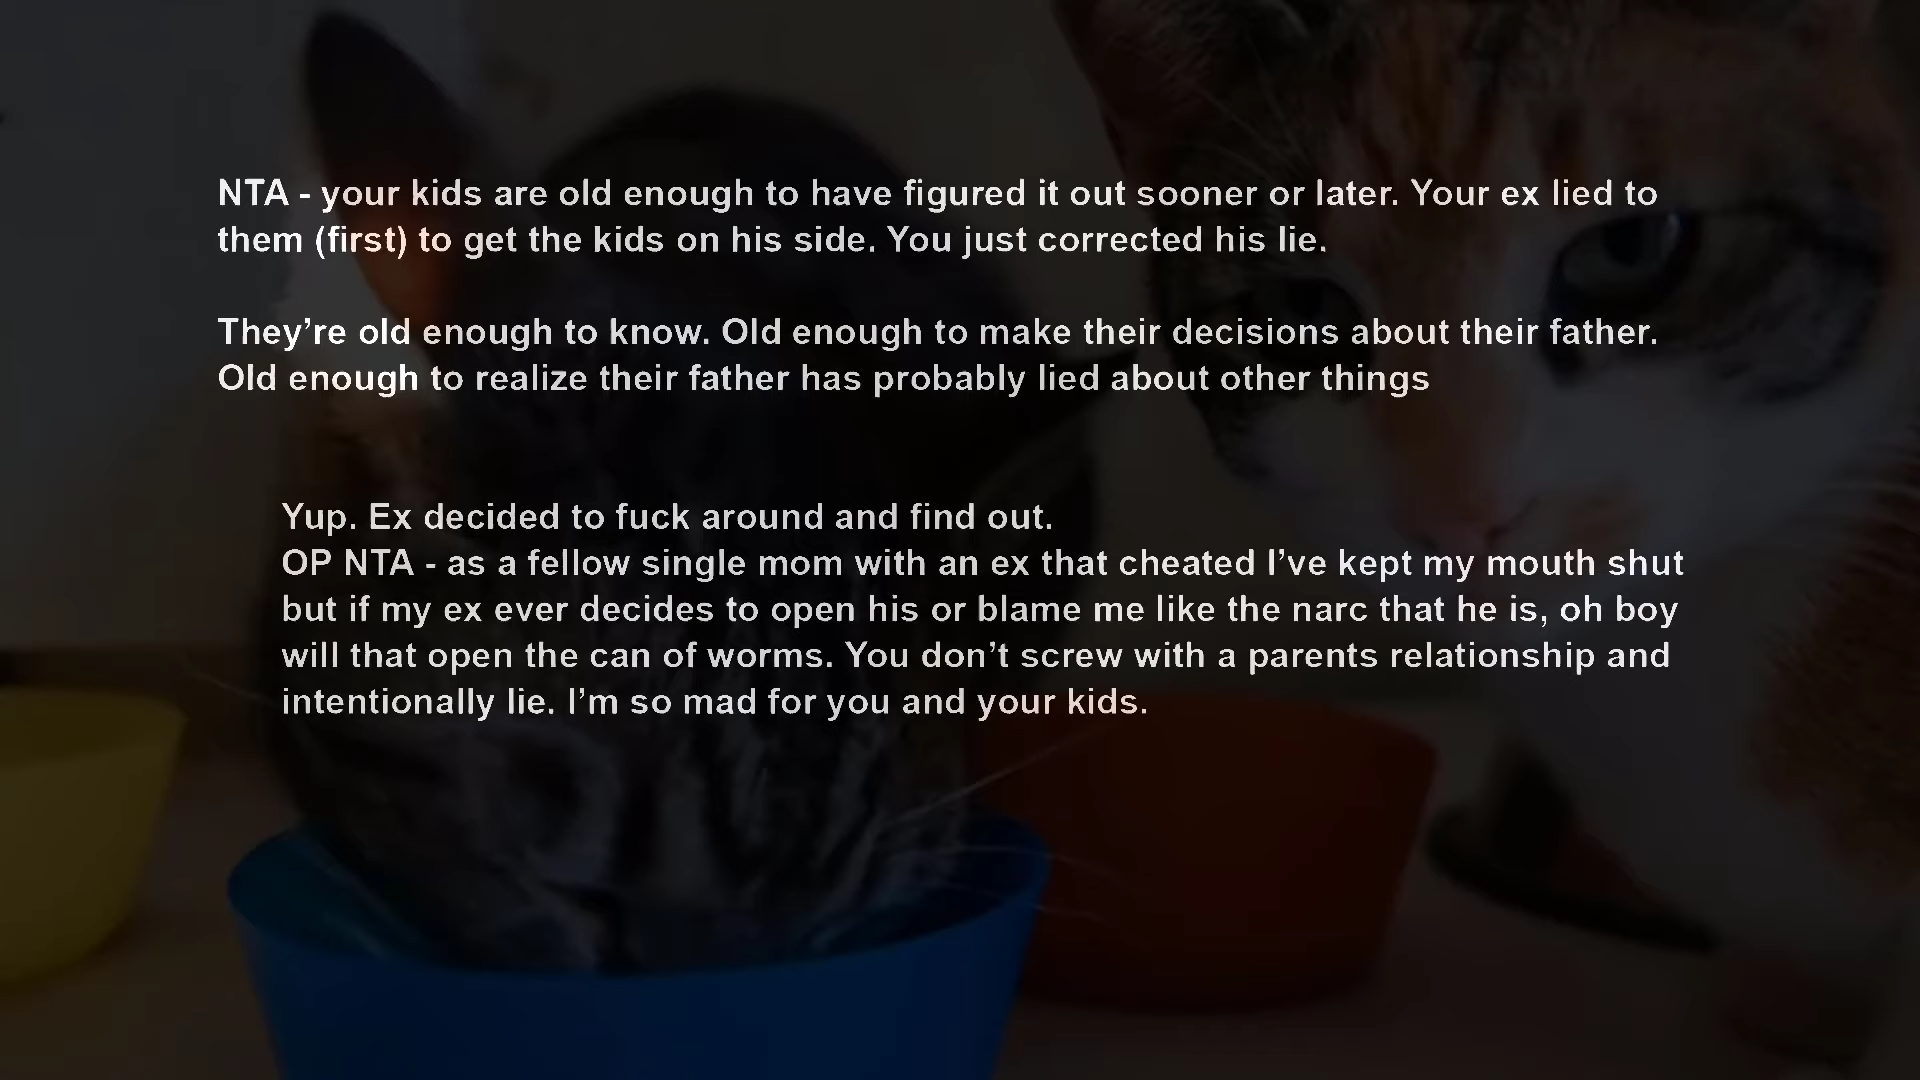 NTA - your kids are old enough to have figured it out sooner or later. Your ex lied to
them (first) to get the kids on his side. You just corrected his lie.
They’re old enough to know. Old enough to make their decisions about their father.
Old enough to realize their father has probably lied about other things
Yup. Ex decided to fuck around and find out.
OP NTA - as a fellow single mom with an ex that cheated I’ve kept my mouth shut
but if my ex ever decides to open his or blame me like the narc that he is, oh boy
will that open the can of worms. You don’t screw with a parents relationship and
intentionally lie. I’m so mad for you and your kids.